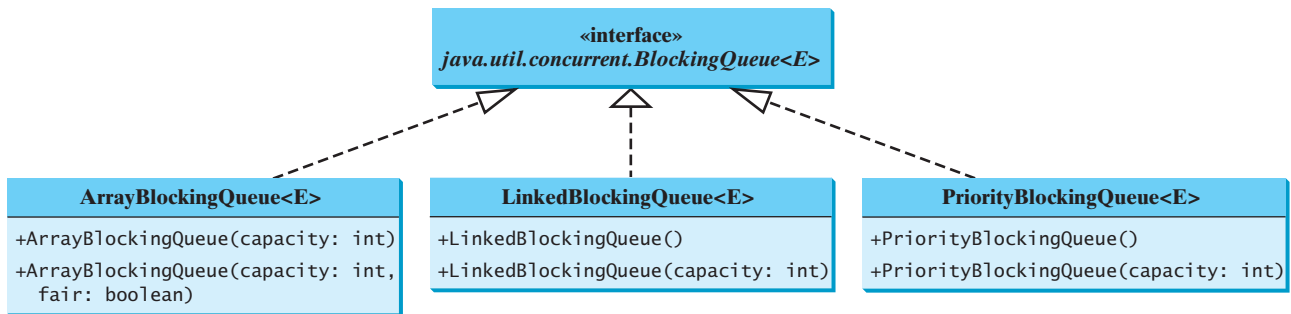 «interface»
java.util.concurrent.BlockingQueue<E>
ArrayBlockingQueue<E>
+ArrayBlockingQueue(capacity: int)
+ArrayBlockingQueue(capacity: int,
fair: boolean)
LinkedBlockingQueue<E>
+LinkedBlockingQueue()
+LinkedBlockingQueue(capacity: int)
PriorityBlockingQueue<E>
+PriorityBlockingQueue()
+PriorityBlockingQueue(capacity: int)